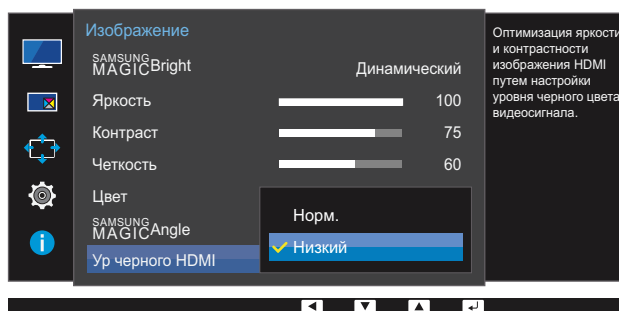 Изображение
SAMSUNG
MAGICBright Динамический
Яркость 100
Контраст 75
Четкость 60
Цвет
SAMSUNG
MAGICAngle
Ур черного HDMI
Норм.
Низкий
Оптимизация яркости
и контрастности
изображения HDMI
путем настройки
уровня черного цвета
видеосигнала.